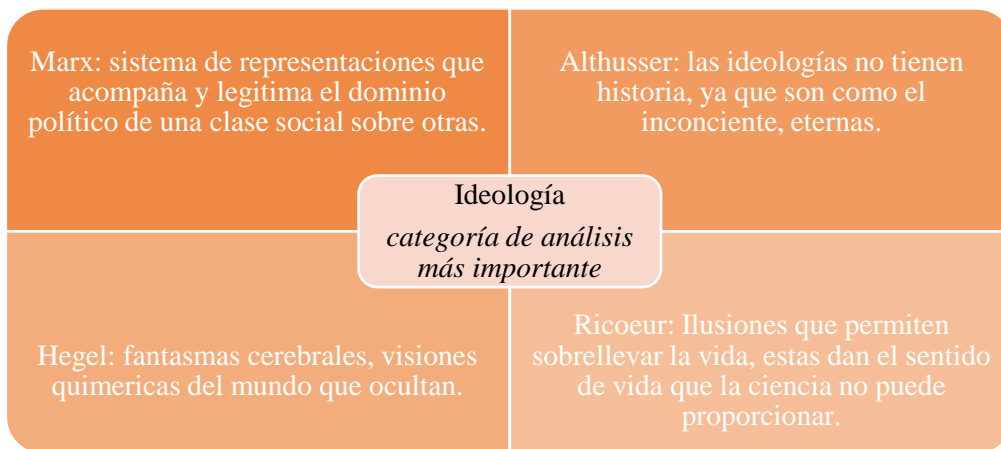 Marx: sistema de representaciones que
acompaña y legitima el dominio
político de una clase social sobre otras.
Althusser: las ideologías no tienen
historia, ya que son como el
inconciente, eternas.
Ideología
categoría de análisis
más importante
Hegel: fantasmas cerebrales, visiones
quimericas del mundo que ocultan.
Ricoeur: Ilusiones que permiten
sobrellevar la vida, estas dan el sentido
de vida que la ciencia no puede
proporcionar.